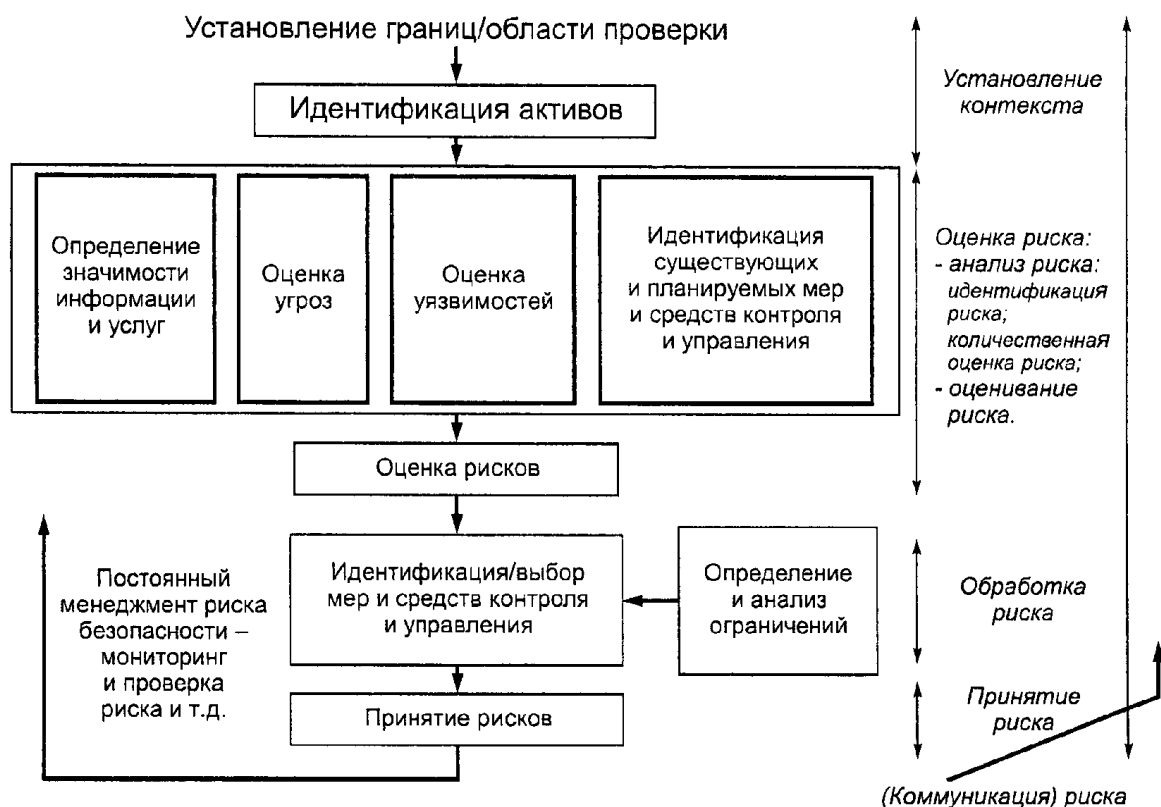 Установление границ/области проверки
Идентификация активов
Определение
значимости
информации
и услуг
Оценка
угроз
Оценка
уязвимостей
Идентификация
существующих
и планируемых мер
и средств контроля
и управления
Оценка рисков
Идентификация/выбор
мер и средств контроля
и управления
Определение
и анализ
ограничений
Принятие рисков
Постоянный
менеджмент риска
безопасности –
мониторинг
и проверка
риска и т.д.
Установление
контекста
Оценка риска:
- анализ риска:
идентификация
риска;
количественная
оценка риска;
- оценивание
риска.
Обработка
риска
Принятие
риска
(Коммуникация) риска